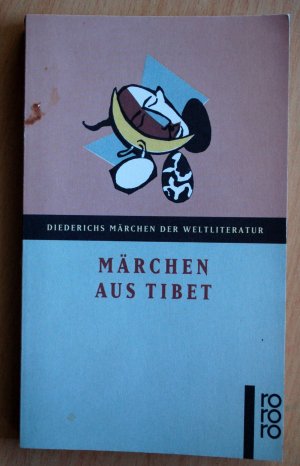 DIEDERICHS MÄRCHEN DER WELTLITERATUR
MÄRCHEN
AUS TIBET
ro
ro
ro